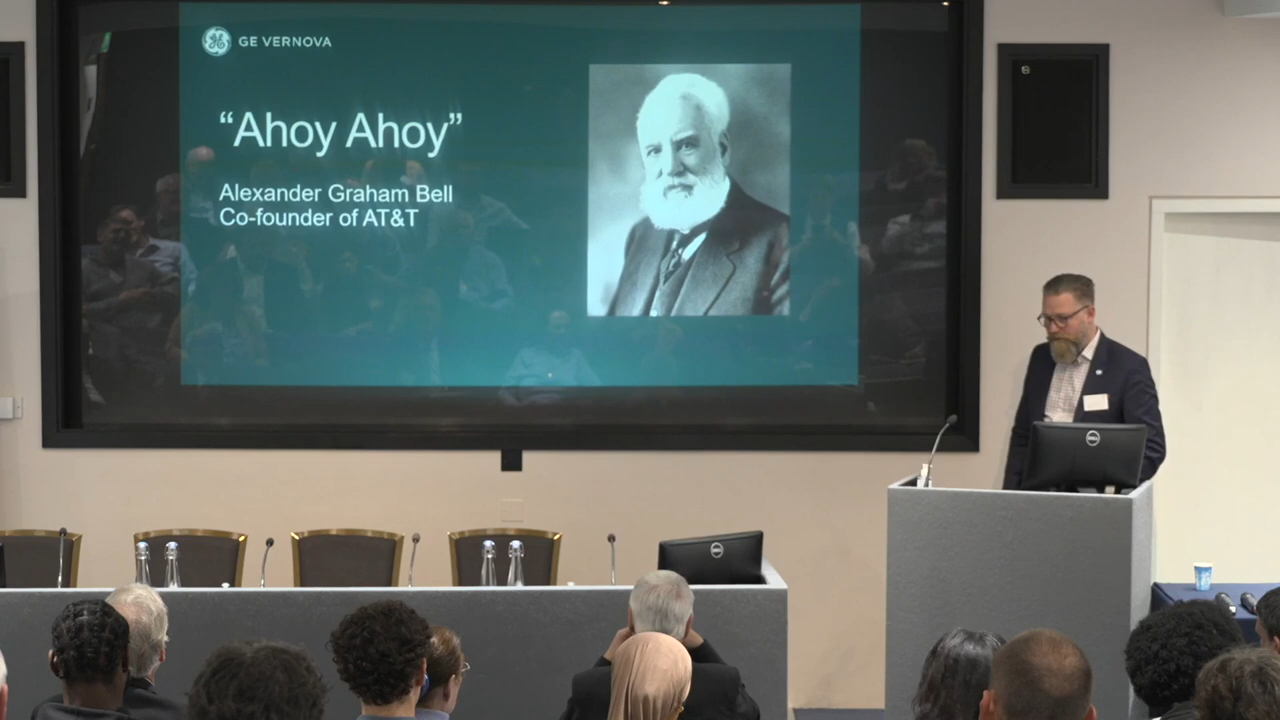 GE VERNOVA
“Ahoy Ahoy”
Alexander Graham Bell
Co-founder of AT&T
DELL
DELL